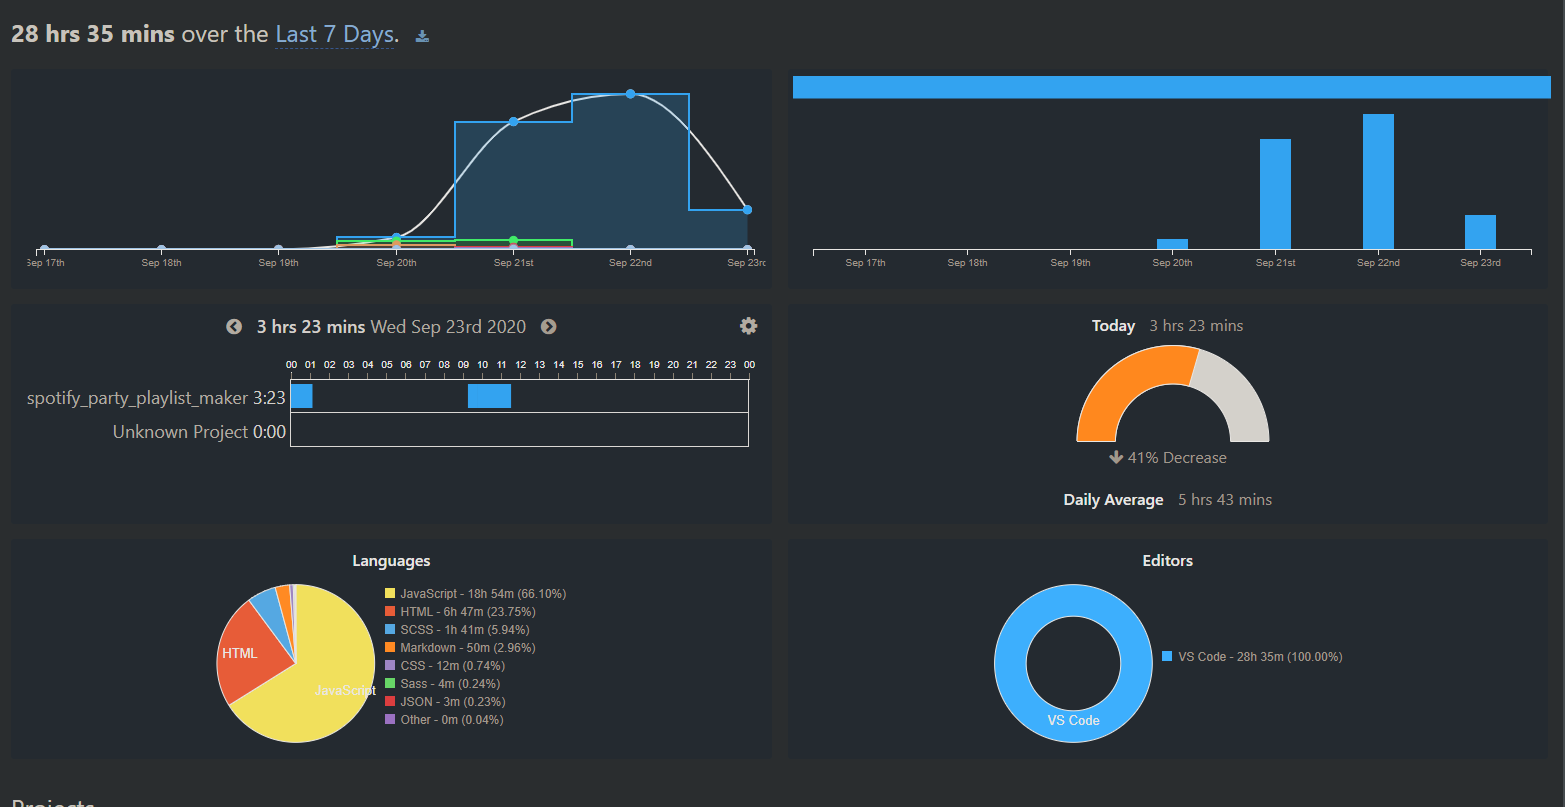 28 hrs 35 mins over the Last 7 Days.
Sep 17th Sep 18th Sep 19th Sep 20th Sep 21st Sep 22nd Sep 23rd
Sep 17th Sep 18th Sep 19th Sep 20th Sep 21st Sep 22nd Sep 23rd
3 hrs 23 mins Wed Sep 23rd 2020
00 01 02 03 04 05 06 07 08 09 10 11 12 13 14 15 16 17 18 19 20 21 22 23 00
spotify_party_playlist_maker 3:23
Unknown Project 0:00
Today 3 hrs 23 mins
41% Decrease
Daily Average 5 hrs 43 mins
Languages
HTML
JavaScript
JavaScript - 18h 54m (66.10%)
HTML - 6h 47m (23.75%)
SCSS - 1h 41m (5.94%)
Markdown - 50m (2.96%)
CSS - 12m (0.74%)
Sass - 4m (0.24%)
JSON - 3m (0.23%)
Other - 0m (0.04%)
Editors
VS Code
VS Code - 28h 35m (100.00%)
Projects